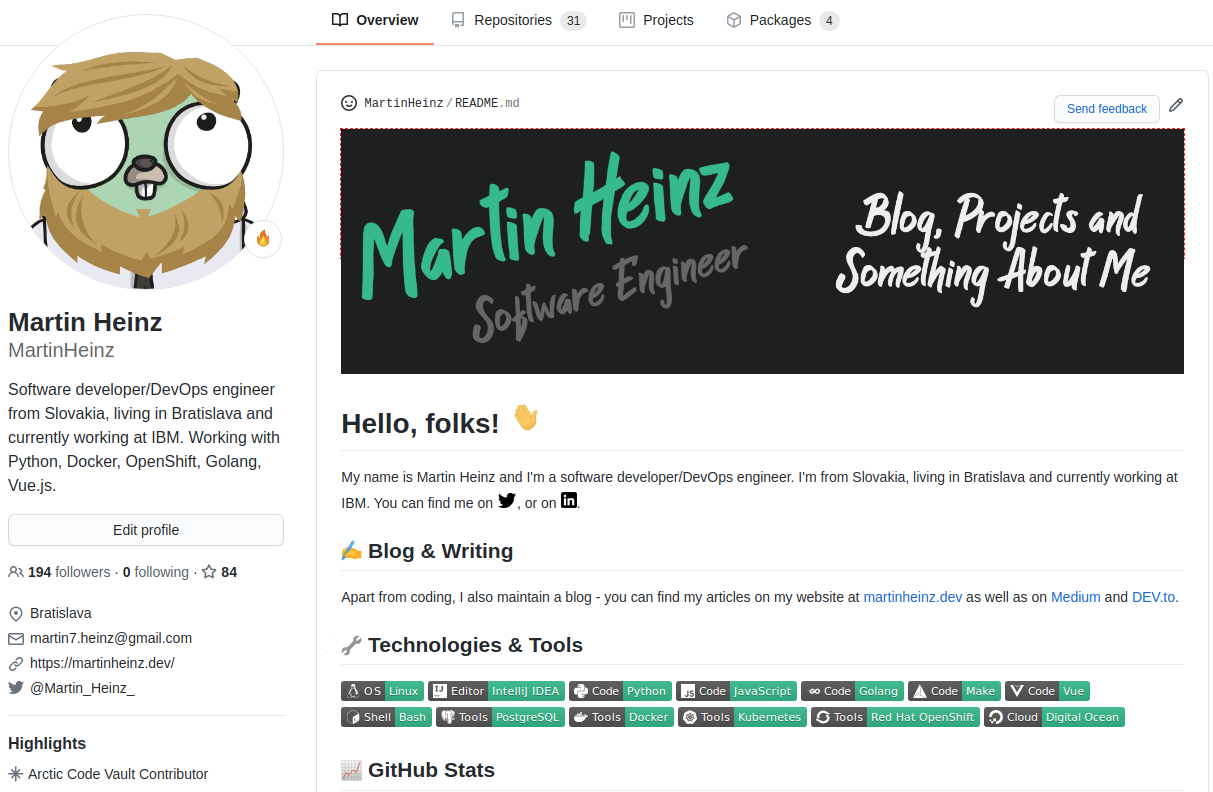 Overview
Repositories 31
Projects
Packages 4
MartinHeinz/README.md
Send feedback
Martin Heinz
Software Engineer
Blog, Projects and
Something About Me
Martin Heinz
MartinHeinz
Software developer/DevOps engineer
from Slovakia, living in Bratislava and
currently working at IBM. Working with
Python, Docker, OpenShift, Golang,
Vue.js.
Edit profile
194 followers · 0 following · 84
Bratislava
martin7.heinz@gmail.com
https://martinheinz.dev/
@Martin_Heinz_
Highlights
Arctic Code Vault Contributor
Hello, folks! 👋
My name is Martin Heinz and I'm a software developer/DevOps engineer. I'm from Slovakia, living in Bratislava and currently working at
IBM. You can find me on , or on in.
✍️ Blog & Writing
Apart from coding, I also maintain a blog - you can find my articles on my website at martinheinz.dev as well as on Medium and DEV.to.
🔧 Technologies & Tools
OS Linux IJ Editor IntelliJ IDEA Code Python JS Code JavaScript GO Code Golang Code Make Code Vue
Shell Bash Tools PostgreSQL Tools Docker Tools Kubernetes Tools Red Hat OpenShift Cloud Digital Ocean
📈 GitHub Stats